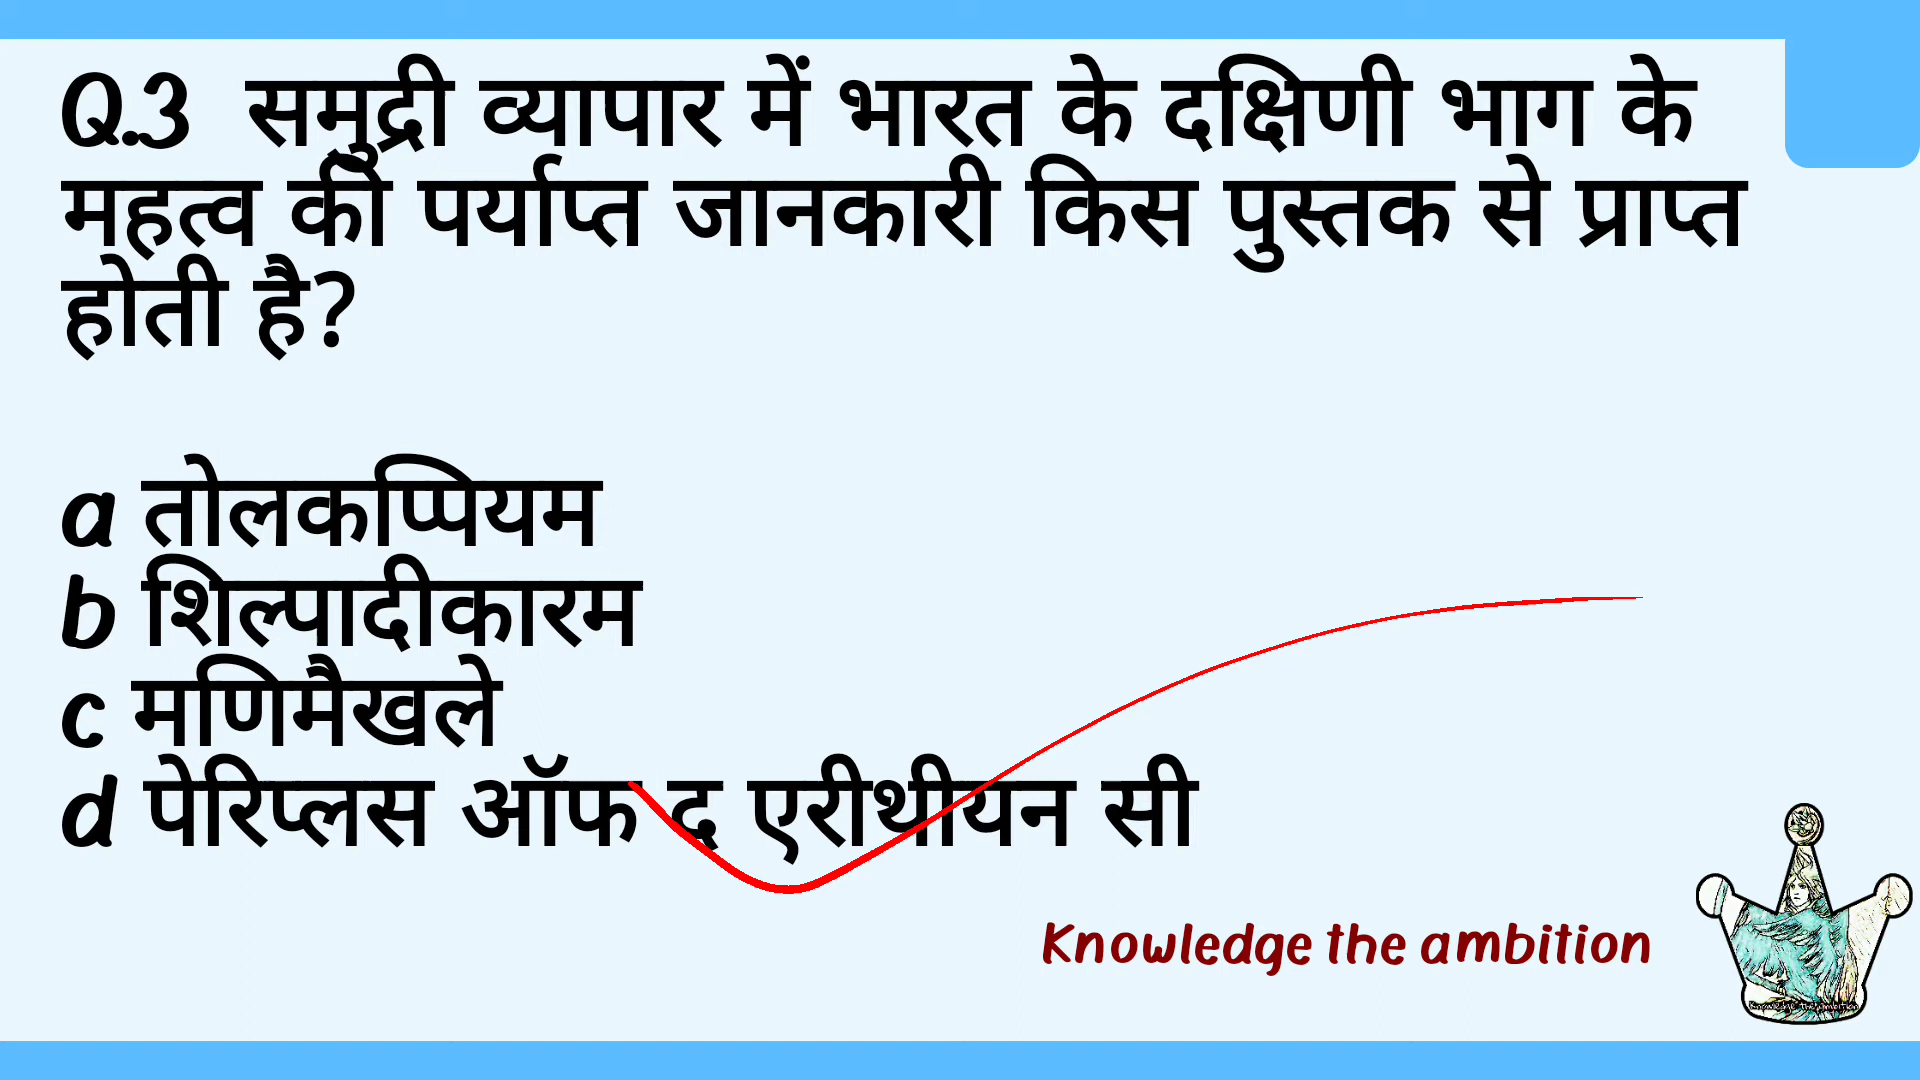 Q.3 समुद्री व्यापार में भारत के दक्षिणी भाग के
महत्व की पर्याप्त जानकारी किस पुस्तक से प्राप्त
होती है?
a तोलकप्पियम
b शिल्पादीकारम
c मणिमैखले
d पेरिप्लस ऑफ द एरीथीयन सी
Knowledge the ambition